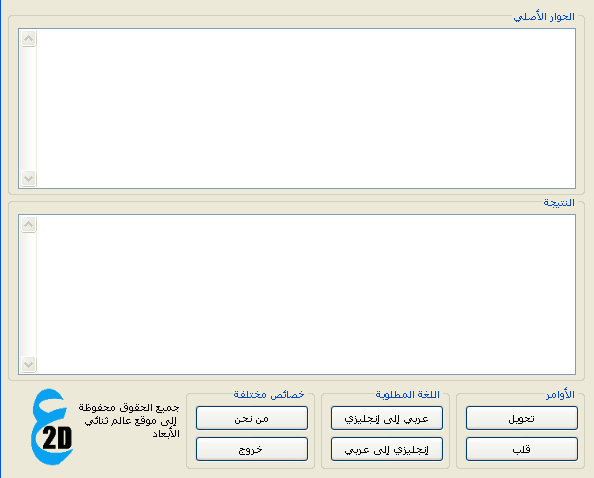 الحوار الأصلي
النتيجة
الأوامر
تحويل
قلب
اللغة المطلوبة
عربي إلى إنجليزي
إنجليزي إلى عربي
خصائص مختلفة
من نحن
خروج
جميع الحقوق محفوظة
إلى موقع عالم ثنائي
الأبعاد
ع
2D